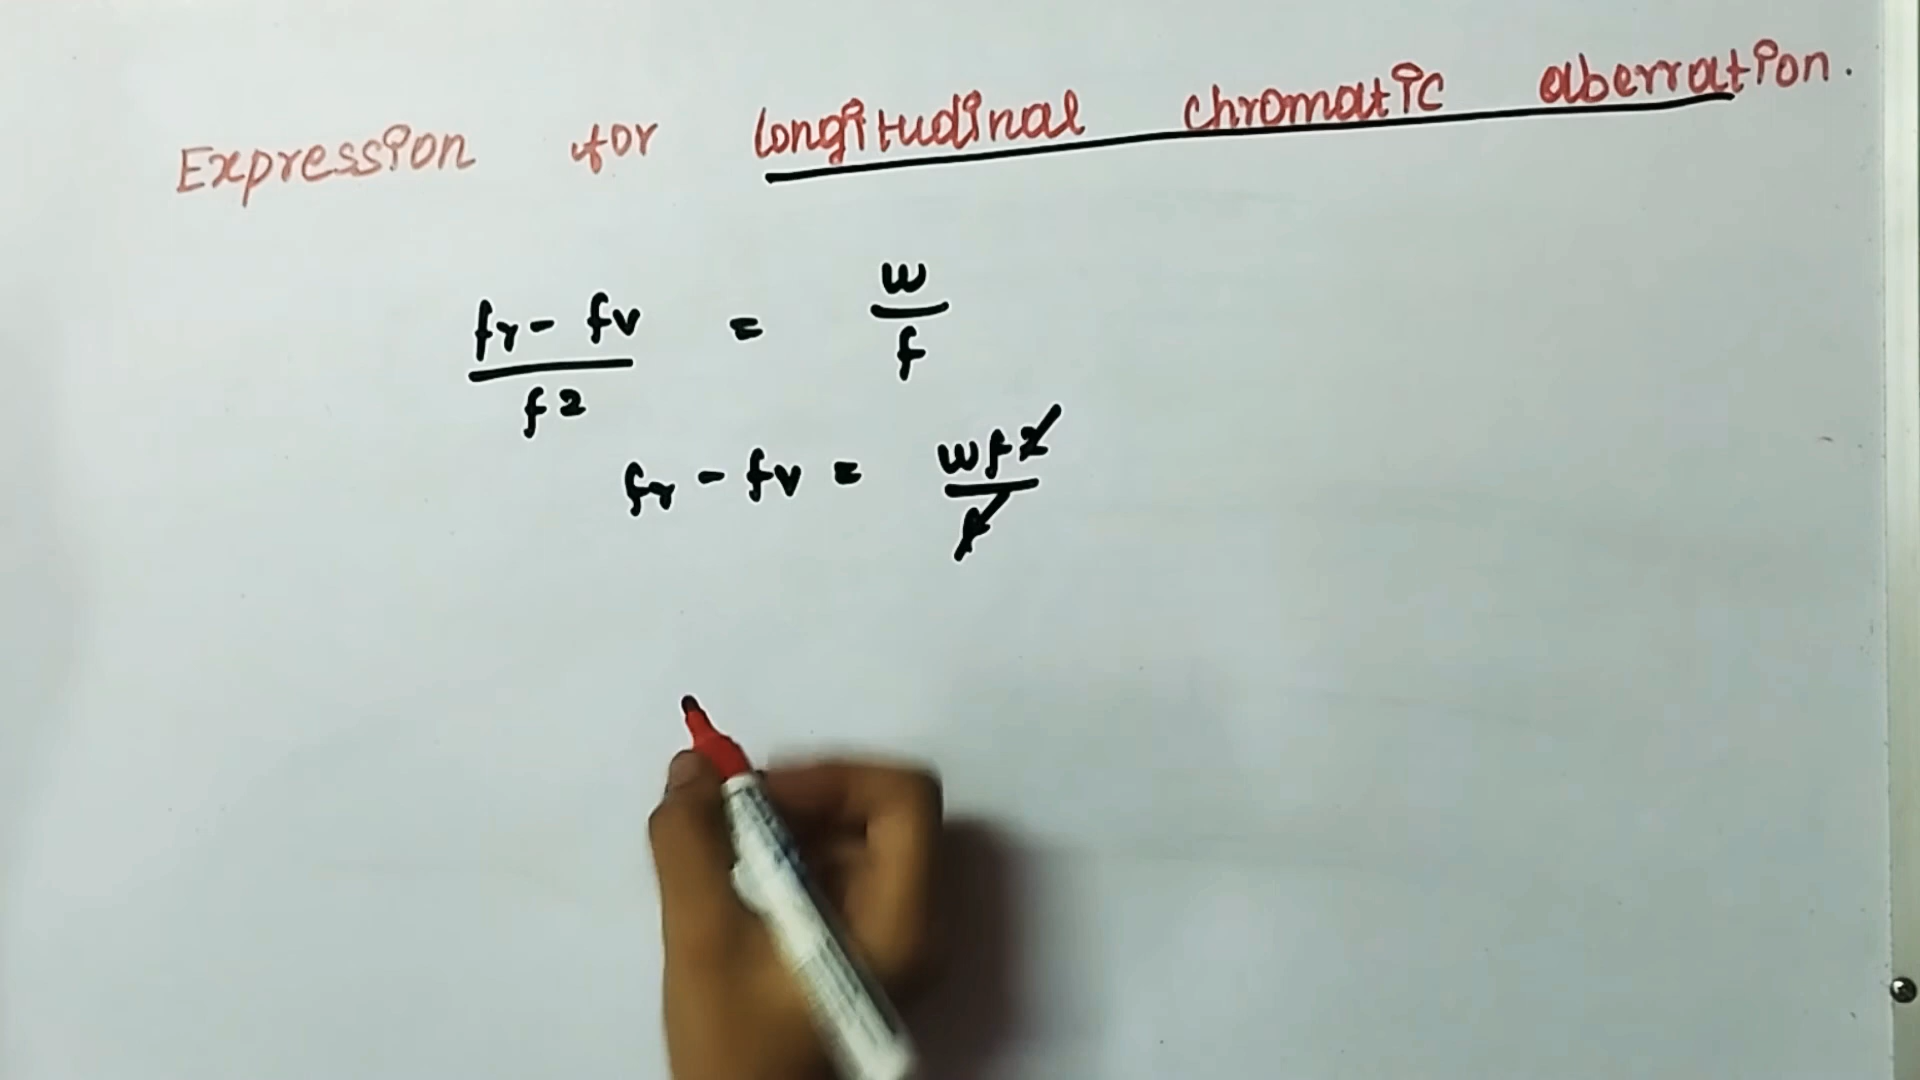 Expression for longitudinal chromatic aberration.
fr - fv / f2 = w / f
fr - fv = wf2 / f